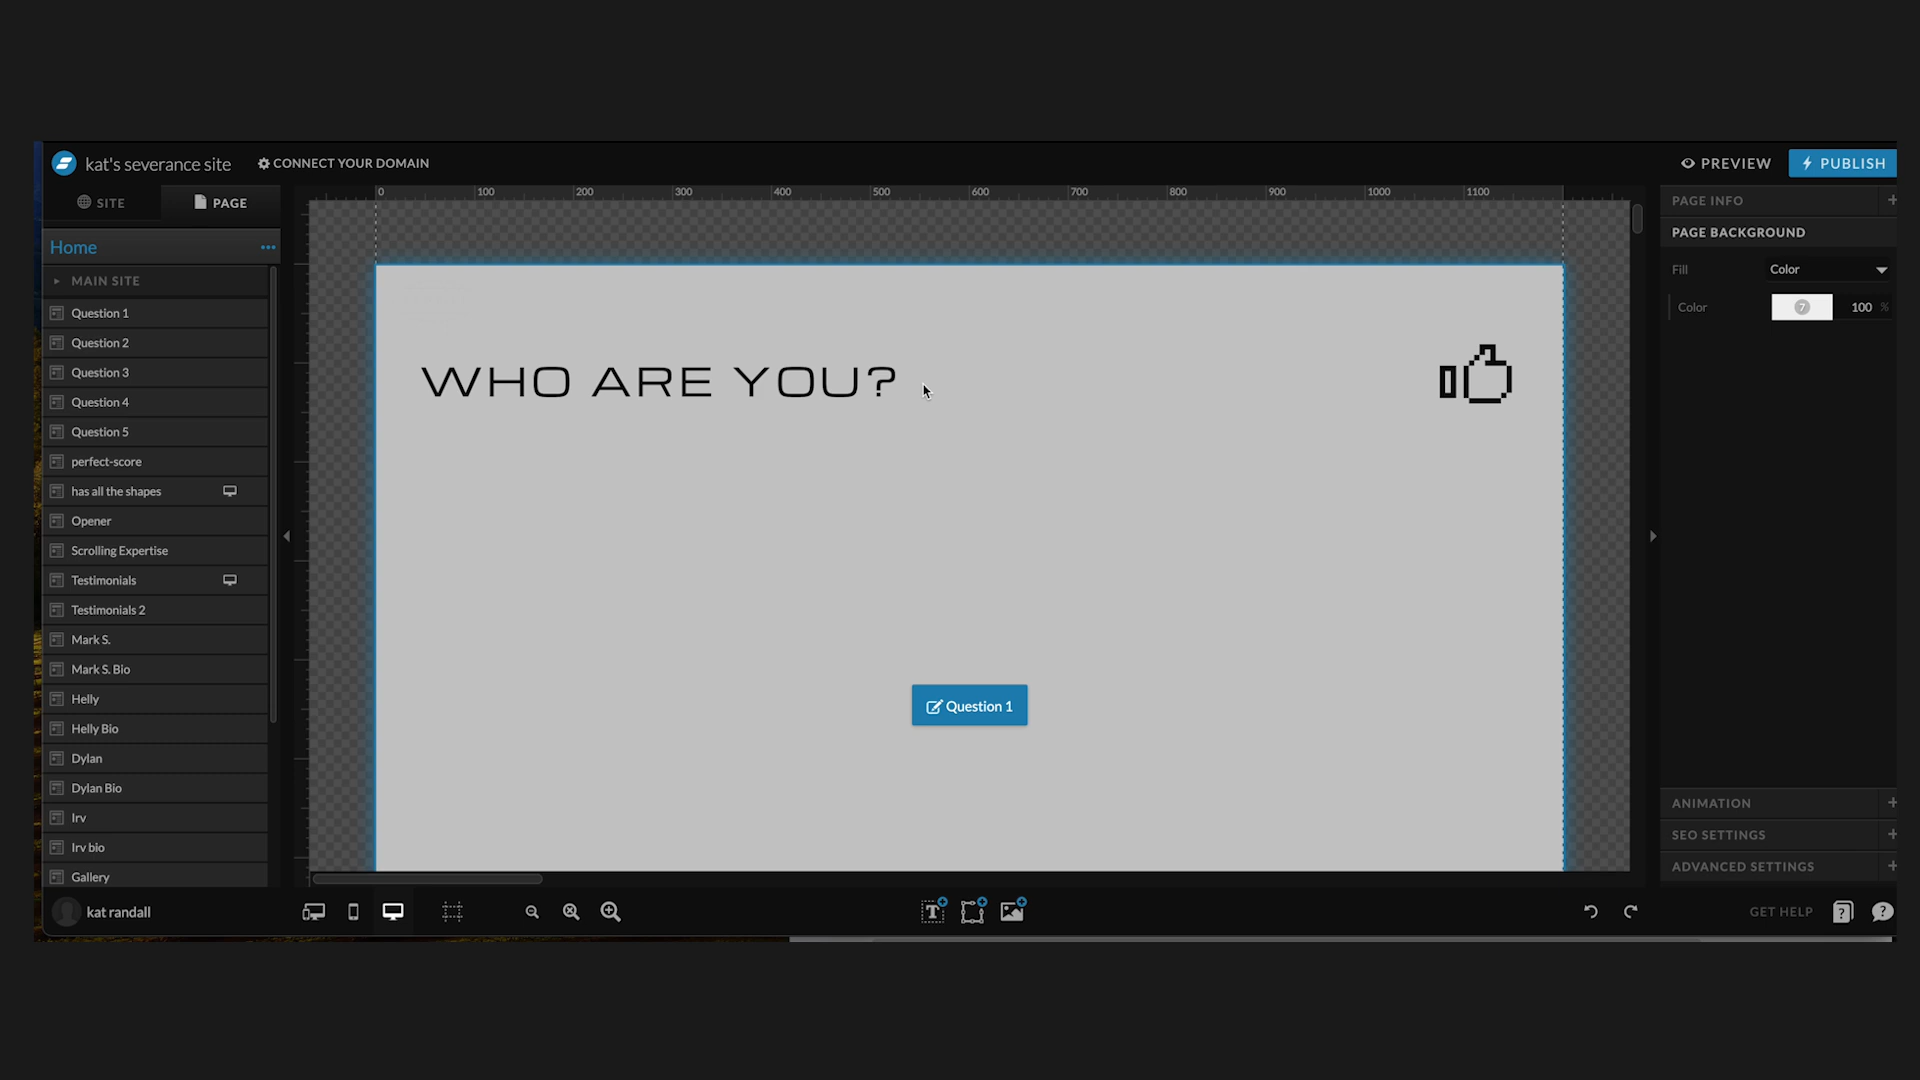 kat's severance site
CONNECT YOUR DOMAIN
PREVIEW
PUBLISH
SITE
PAGE
0 100 200 300 400 500 600 700 800 900 1000 1100
PAGE INFO
PAGE BACKGROUND
Home
Fill
Color
MAIN SITE
Color
7
100 %
Question 1
Question 2
Question 3
Question 4
Question 5
perfect-score
has all the shapes
Opener
Scrolling Expertise
Testimonials
Testimonials 2
Mark S.
Mark S. Bio
Helly
Helly Bio
Dylan
Dylan Bio
Irv
Irv bio
Gallery
WHO ARE YOU?
Question 1
ANIMATION
SEO SETTINGS
ADVANCED SETTINGS
kat randall
T
GET HELP
?
?